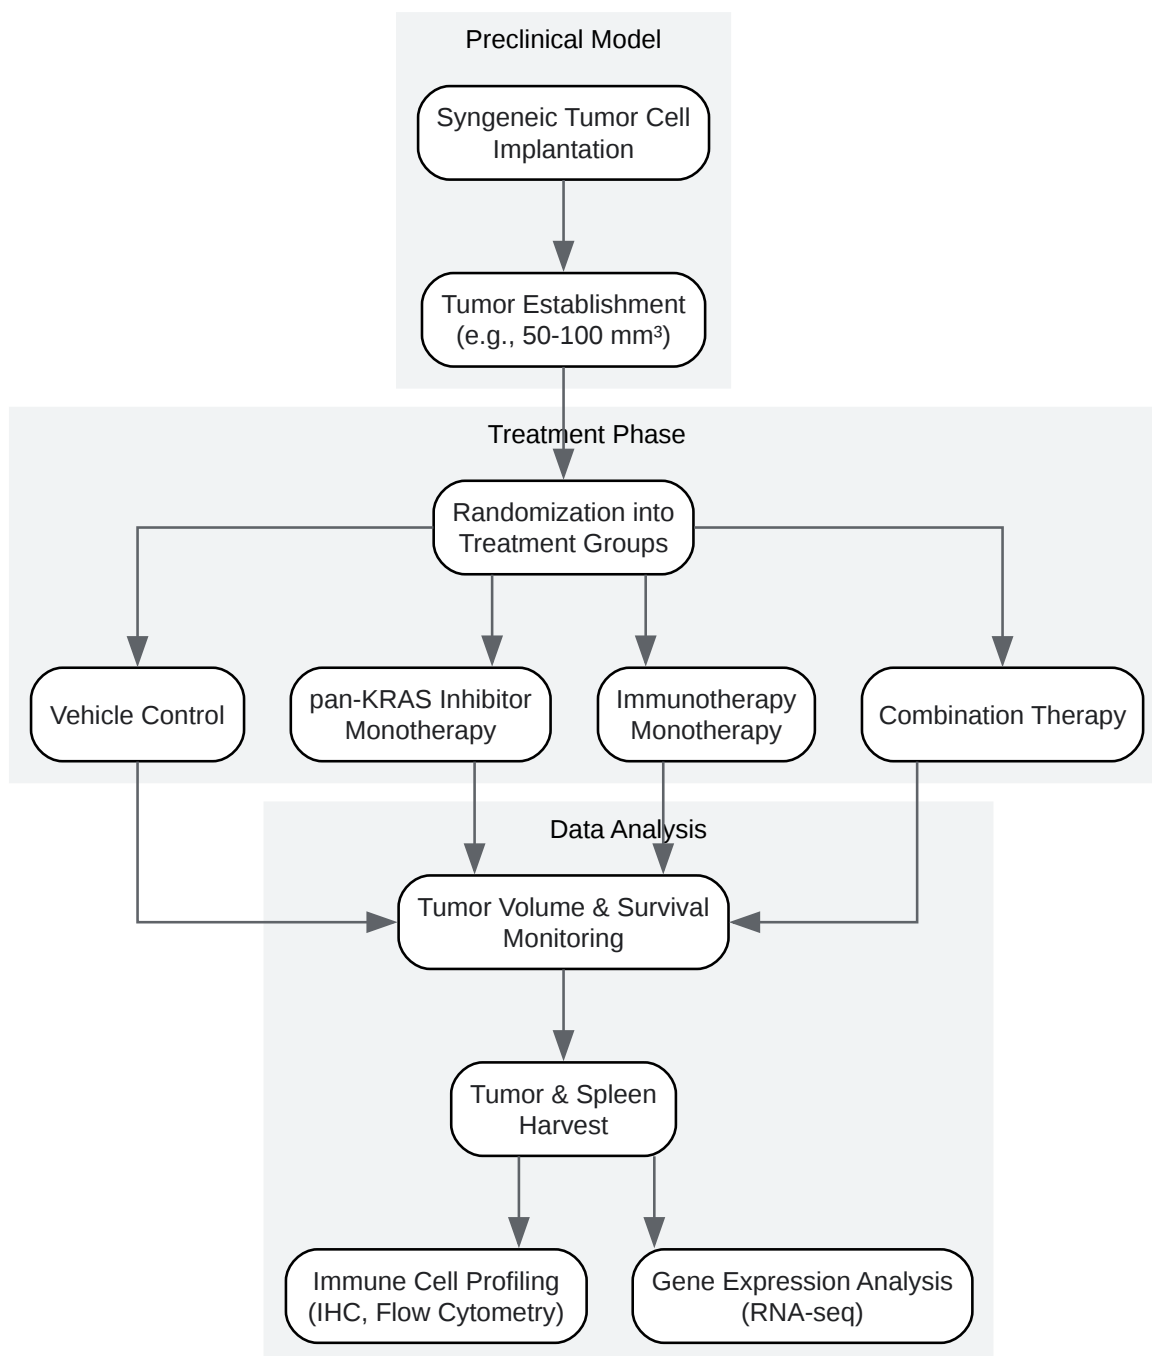 Preclinical Model
Syngeneic Tumor Cell
Implantation
Tumor Establishment
(e.g., 50-100 mm³)
Treatment Phase
Randomization into
Treatment Groups
Vehicle Control
pan-KRAS Inhibitor
Monotherapy
Immunotherapy
Monotherapy
Combination Therapy
Data Analysis
Tumor Volume & Survival
Monitoring
Tumor & Spleen
Harvest
Immune Cell Profiling
(IHC, Flow Cytometry)
Gene Expression Analysis
(RNA-seq)